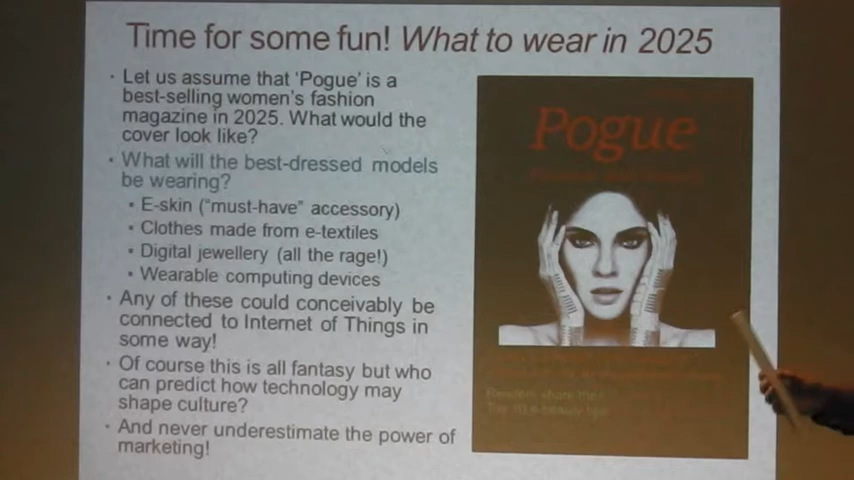 Time for some fun! What to wear in 2025
• Let us assume that 'Pogue' is a
best-selling women's fashion
magazine in 2025. What would the
cover look like?
• What will the best-dressed models
be wearing?
• E-skin ("must-have" accessory)
• Clothes made from e-textiles
• Digital jewellery (all the rage!)
• Wearable computing devices
• Any of these could conceivably be
connected to Internet of Things in
some way!
• Of course this is all fantasy but who
can predict how technology may
shape culture?
• And never underestimate the power of
marketing!
Pogue
Readers share their
Top 10 e-beauty tips